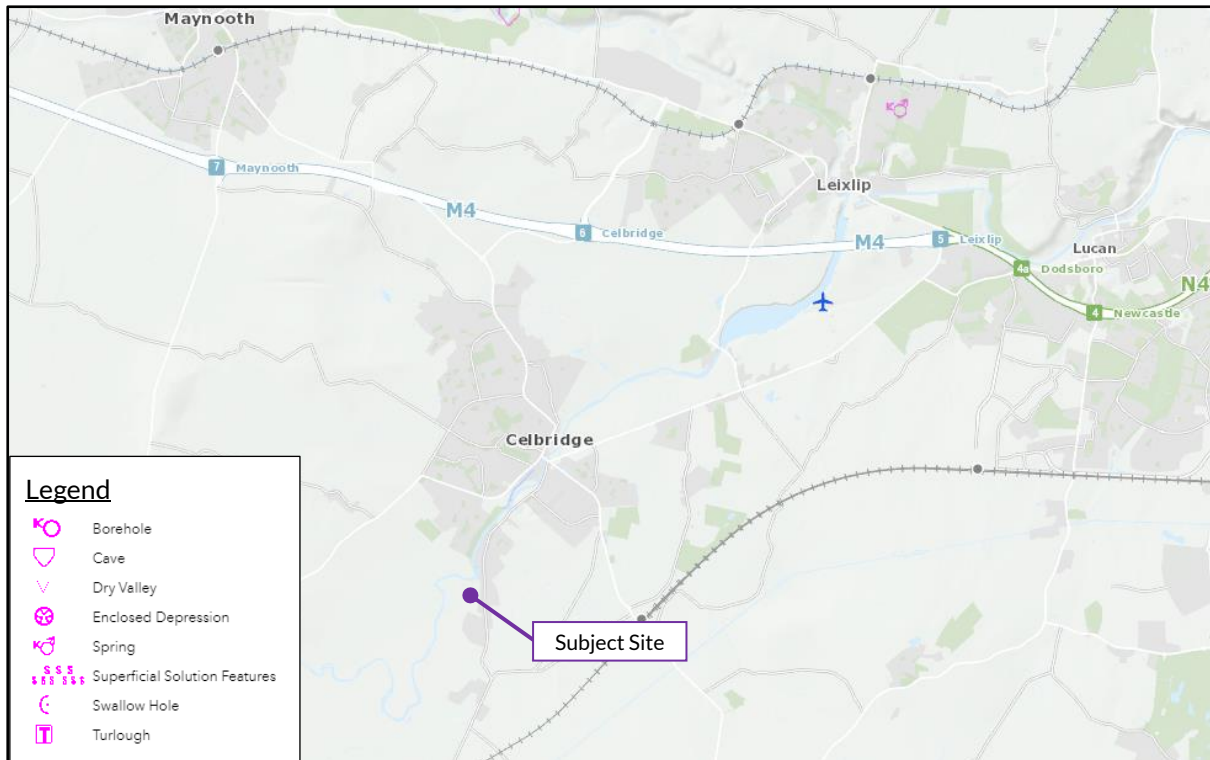 Maynooth
7 Maynooth
M4
6 Celbridge
Leixlip
M4
5 Leixlip
Lucan
4a Dodsboro
N4
4 Newcastle
Celbridge
Subject Site
Legend
Borehole
Cave
Dry Valley
Enclosed Depression
Spring
Superficial Solution Features
Swallow Hole
T Turlough